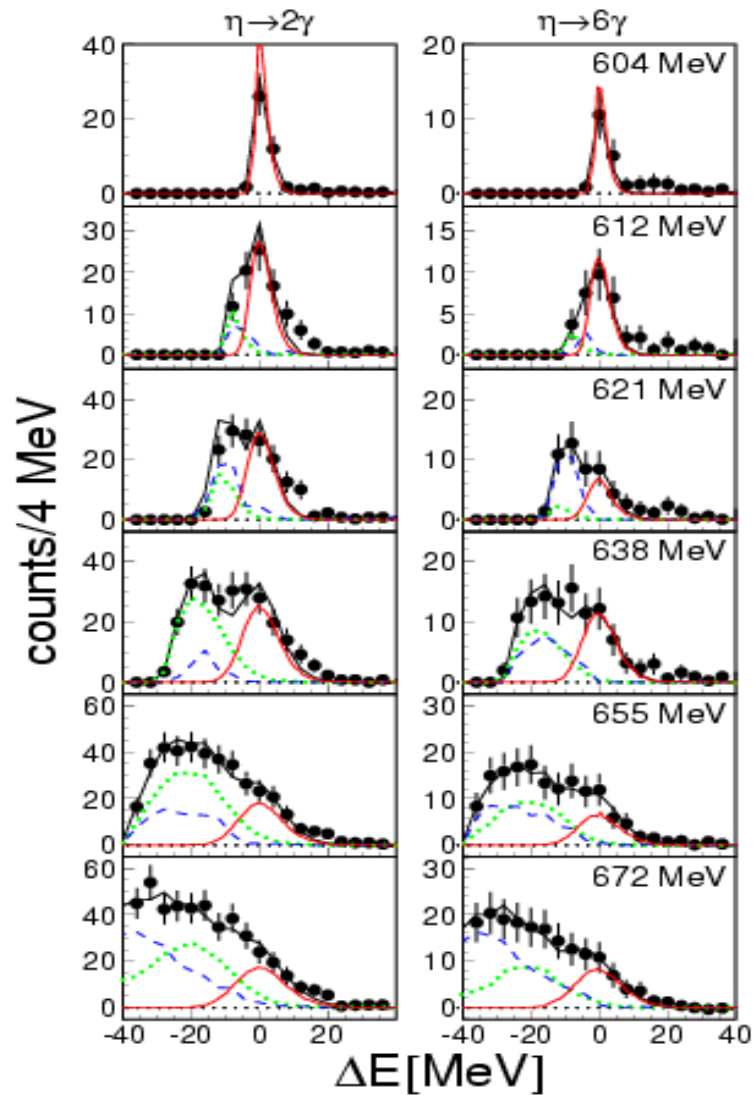 η→2γ η→6γ
40 20 604 MeV
20 10
0 0
30 15 612 MeV
20 10
10 5
0 0
40 20 621 MeV
20 10
0 0
40 20 638 MeV
20 10
0 0
60 30 655 MeV
40 20
20 10
0 0
60 30 672 MeV
40 20
20 10
0 0
-40 -20 0 20 -40 -20 0 20 40
counts/4 MeV
ΔE[MeV]